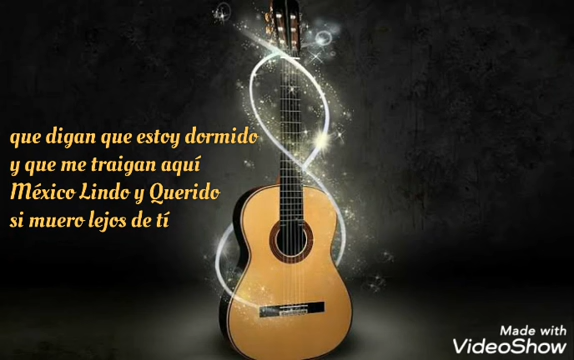 que digan que estoy dormido
y que me traigan aquí
México Lindo y Querido
si muero lejos de tí
Made with
VideoShow